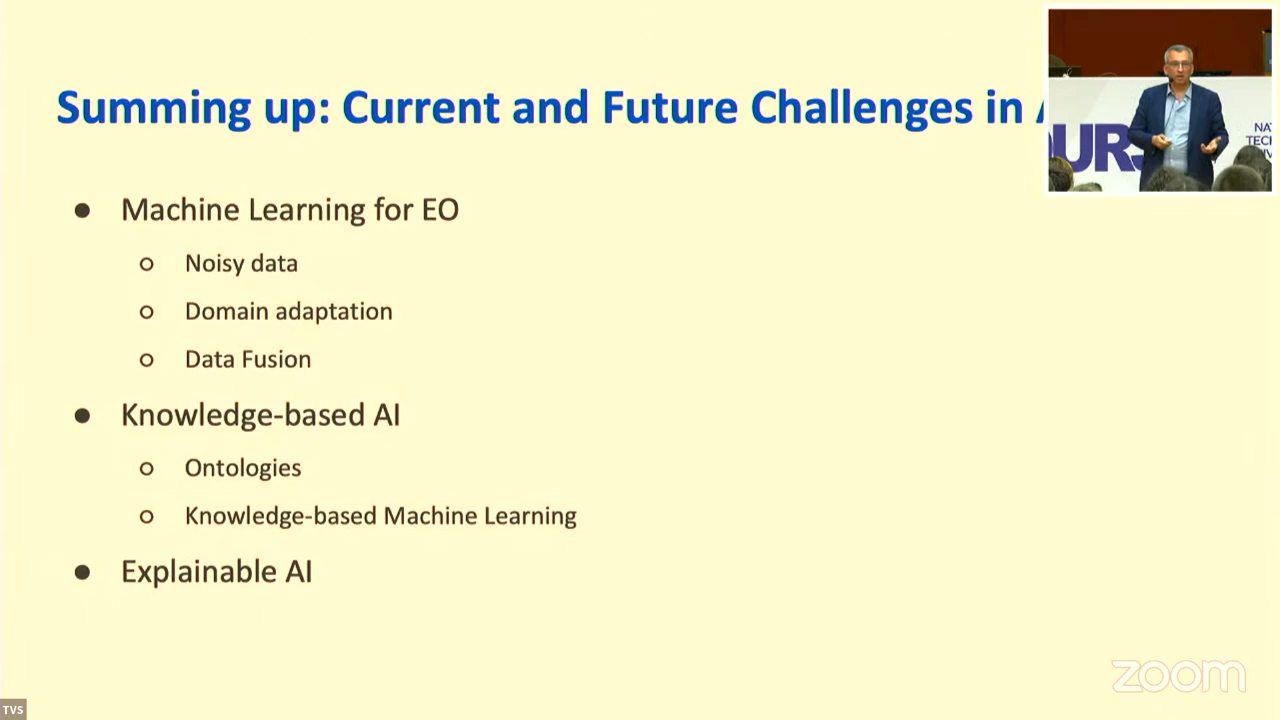 Summing up: Current and Future Challenges in
● Machine Learning for EO
○ Noisy data
○ Domain adaptation
○ Data Fusion
● Knowledge-based AI
○ Ontologies
○ Knowledge-based Machine Learning
● Explainable AI
zoom
TVS